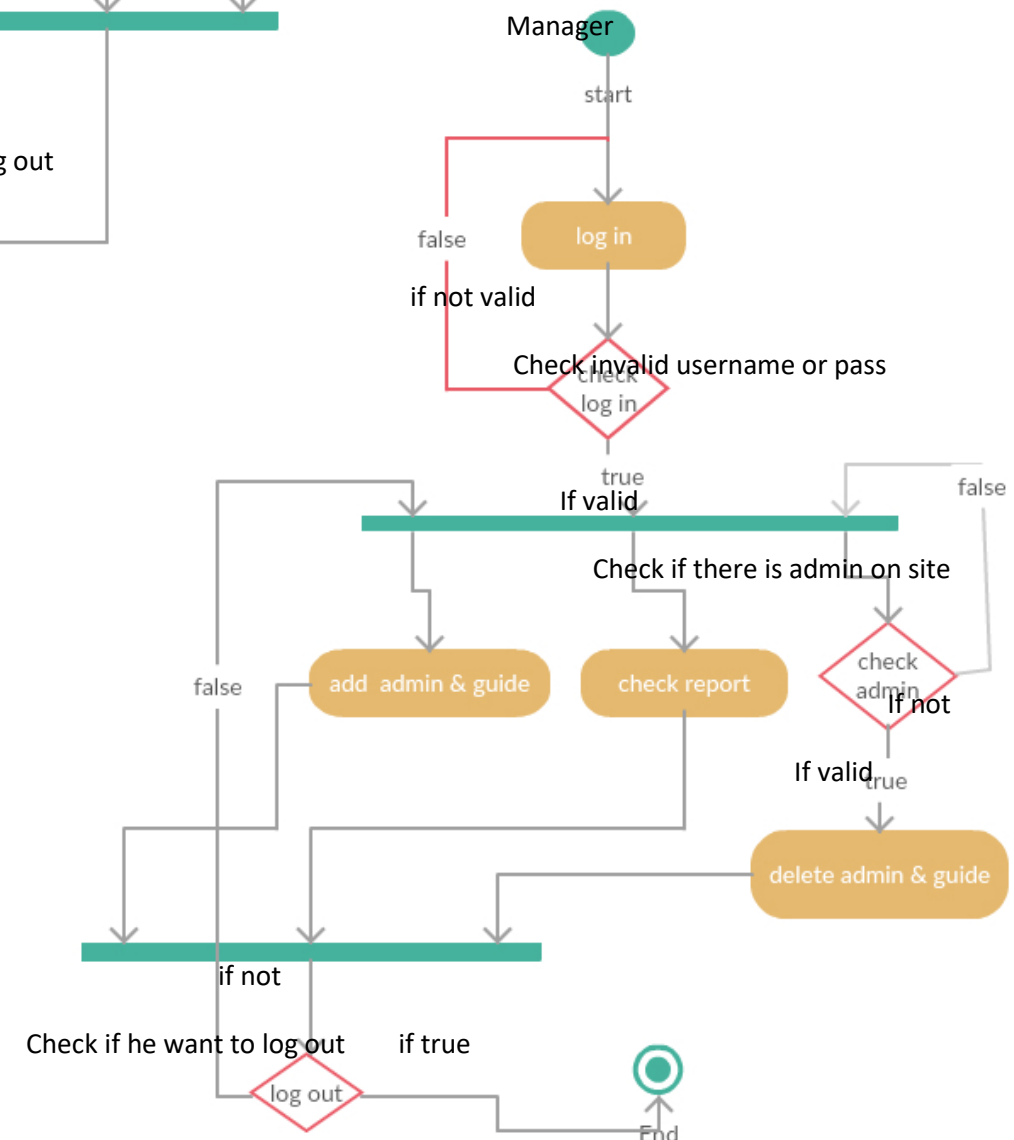 Manager
start
g out
log in
false
if not valid
Check invalid username or pass
check
log in
true
If valid
false
Check if there is admin on site
false
add  admin & guide
check report
check
admin
If not
If valid
true
delete admin & guide
if not
Check if he want to log out
if true
log out
End